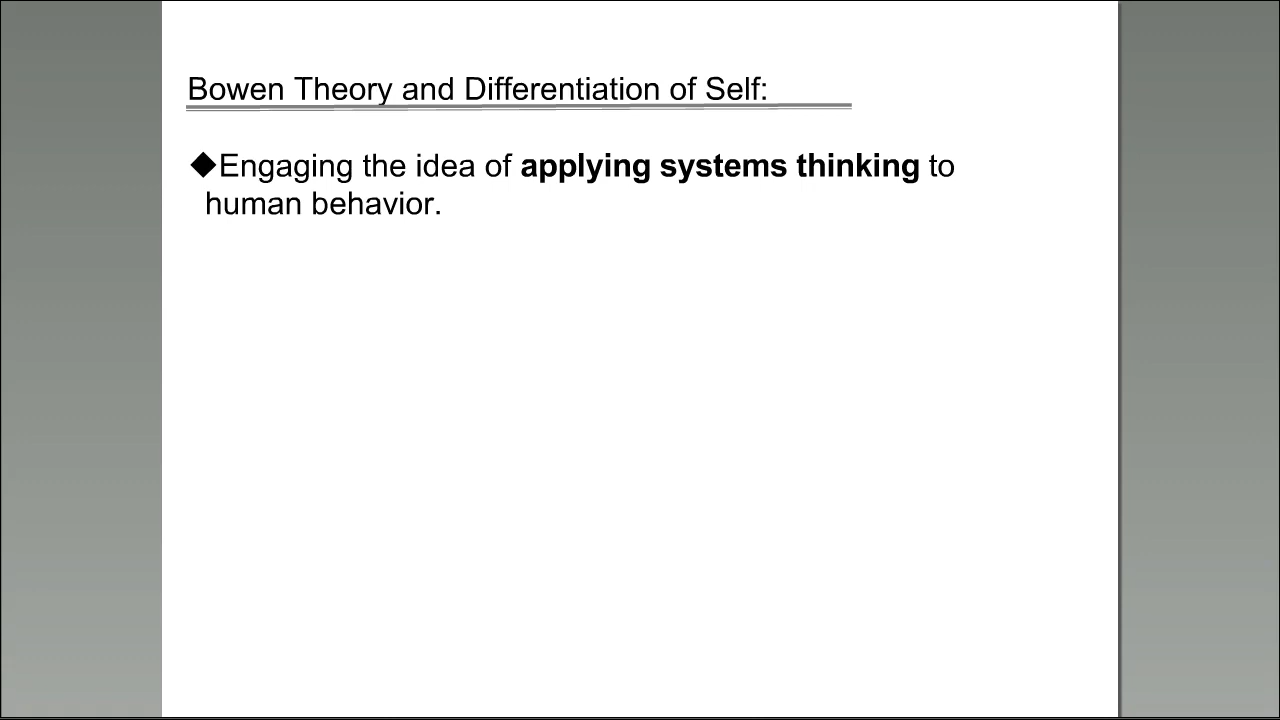 Bowen Theory and Differentiation of Self:
◆Engaging the idea of applying systems thinking to
human behavior.